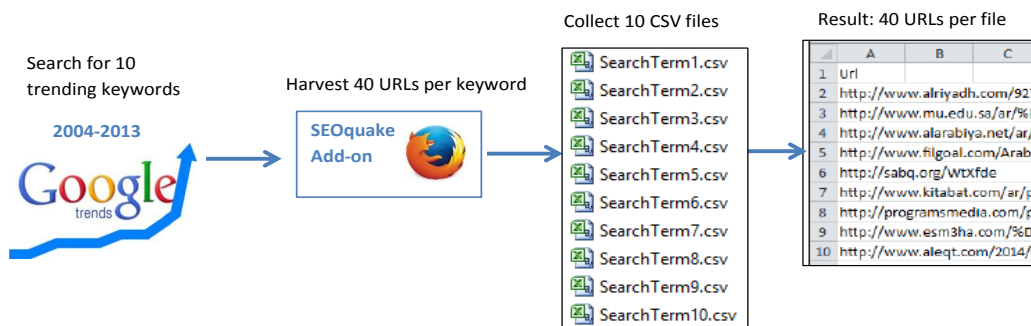 Search for 10
trending keywords
2004-2013
Google
trends
Harvest 40 URLs per keyword
SEOquake
Add-on
Collect 10 CSV files
SearchTerm1.csv
SearchTerm2.csv
SearchTerm3.csv
SearchTerm4.csv
SearchTerm5.csv
SearchTerm6.csv
SearchTerm7.csv
SearchTerm8.csv
SearchTerm9.csv
SearchTerm10.csv
Result: 40 URLs per file
A B C
1 Url
2 http://www.alriyadh.com/92
3 http://www.mu.edu.sa/ar/%
4 http://www.alarabiya.net/ar/
5 http://www.filgoal.com/Arab
6 http://sabq.org/WtXfde
7 http://www.kitabat.com/ar/p
8 http://programsmedia.com/p
9 http://www.esm3ha.com/%D
10 http://www.aleqt.com/2014/